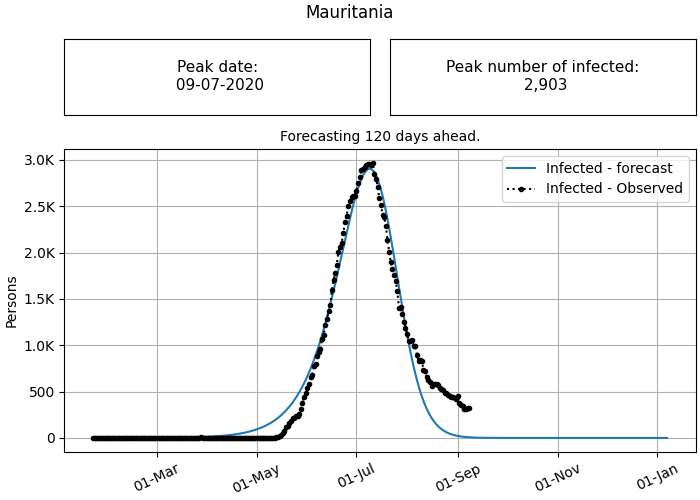 Mauritania
Peak date:
09-07-2020
Peak number of infected:
2,903
Forecasting 120 days ahead.
Infected - forecast
Infected - Observed
Persons
3.0K
2.5K
2.0K
1.5K
1.0K
500
0
01-Mar
01-May
01-Jul
01-Sep
01-Nov
01-Jan